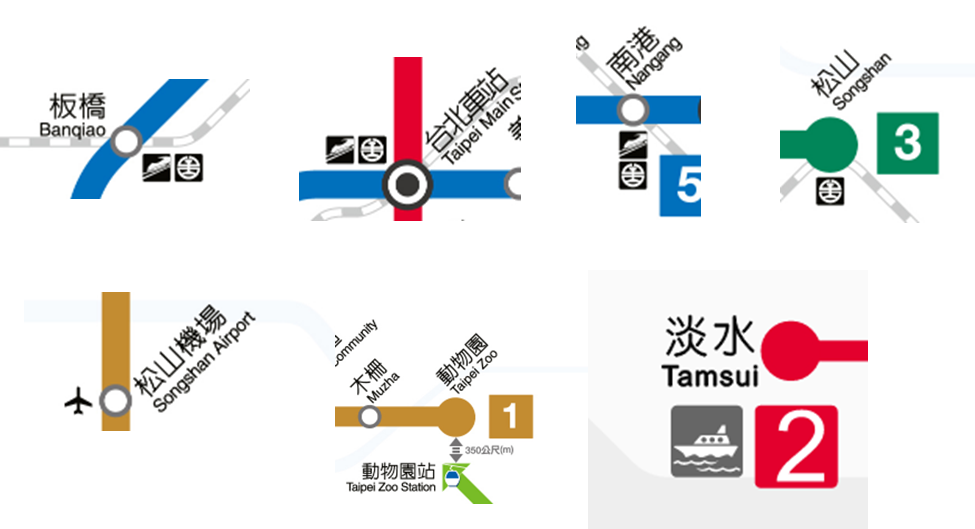 板橋
Banqiao
台北車站
Taipei Main S
善
g
南港
Nangang
5
松山
Songshan
3
松山機場
Songshan Airport
ommunity
木柵
Muzha
動物園
Taipei Zoo
1
350公尺(m)
動物園站
Taipei Zoo Station
淡水
Tamsui
2